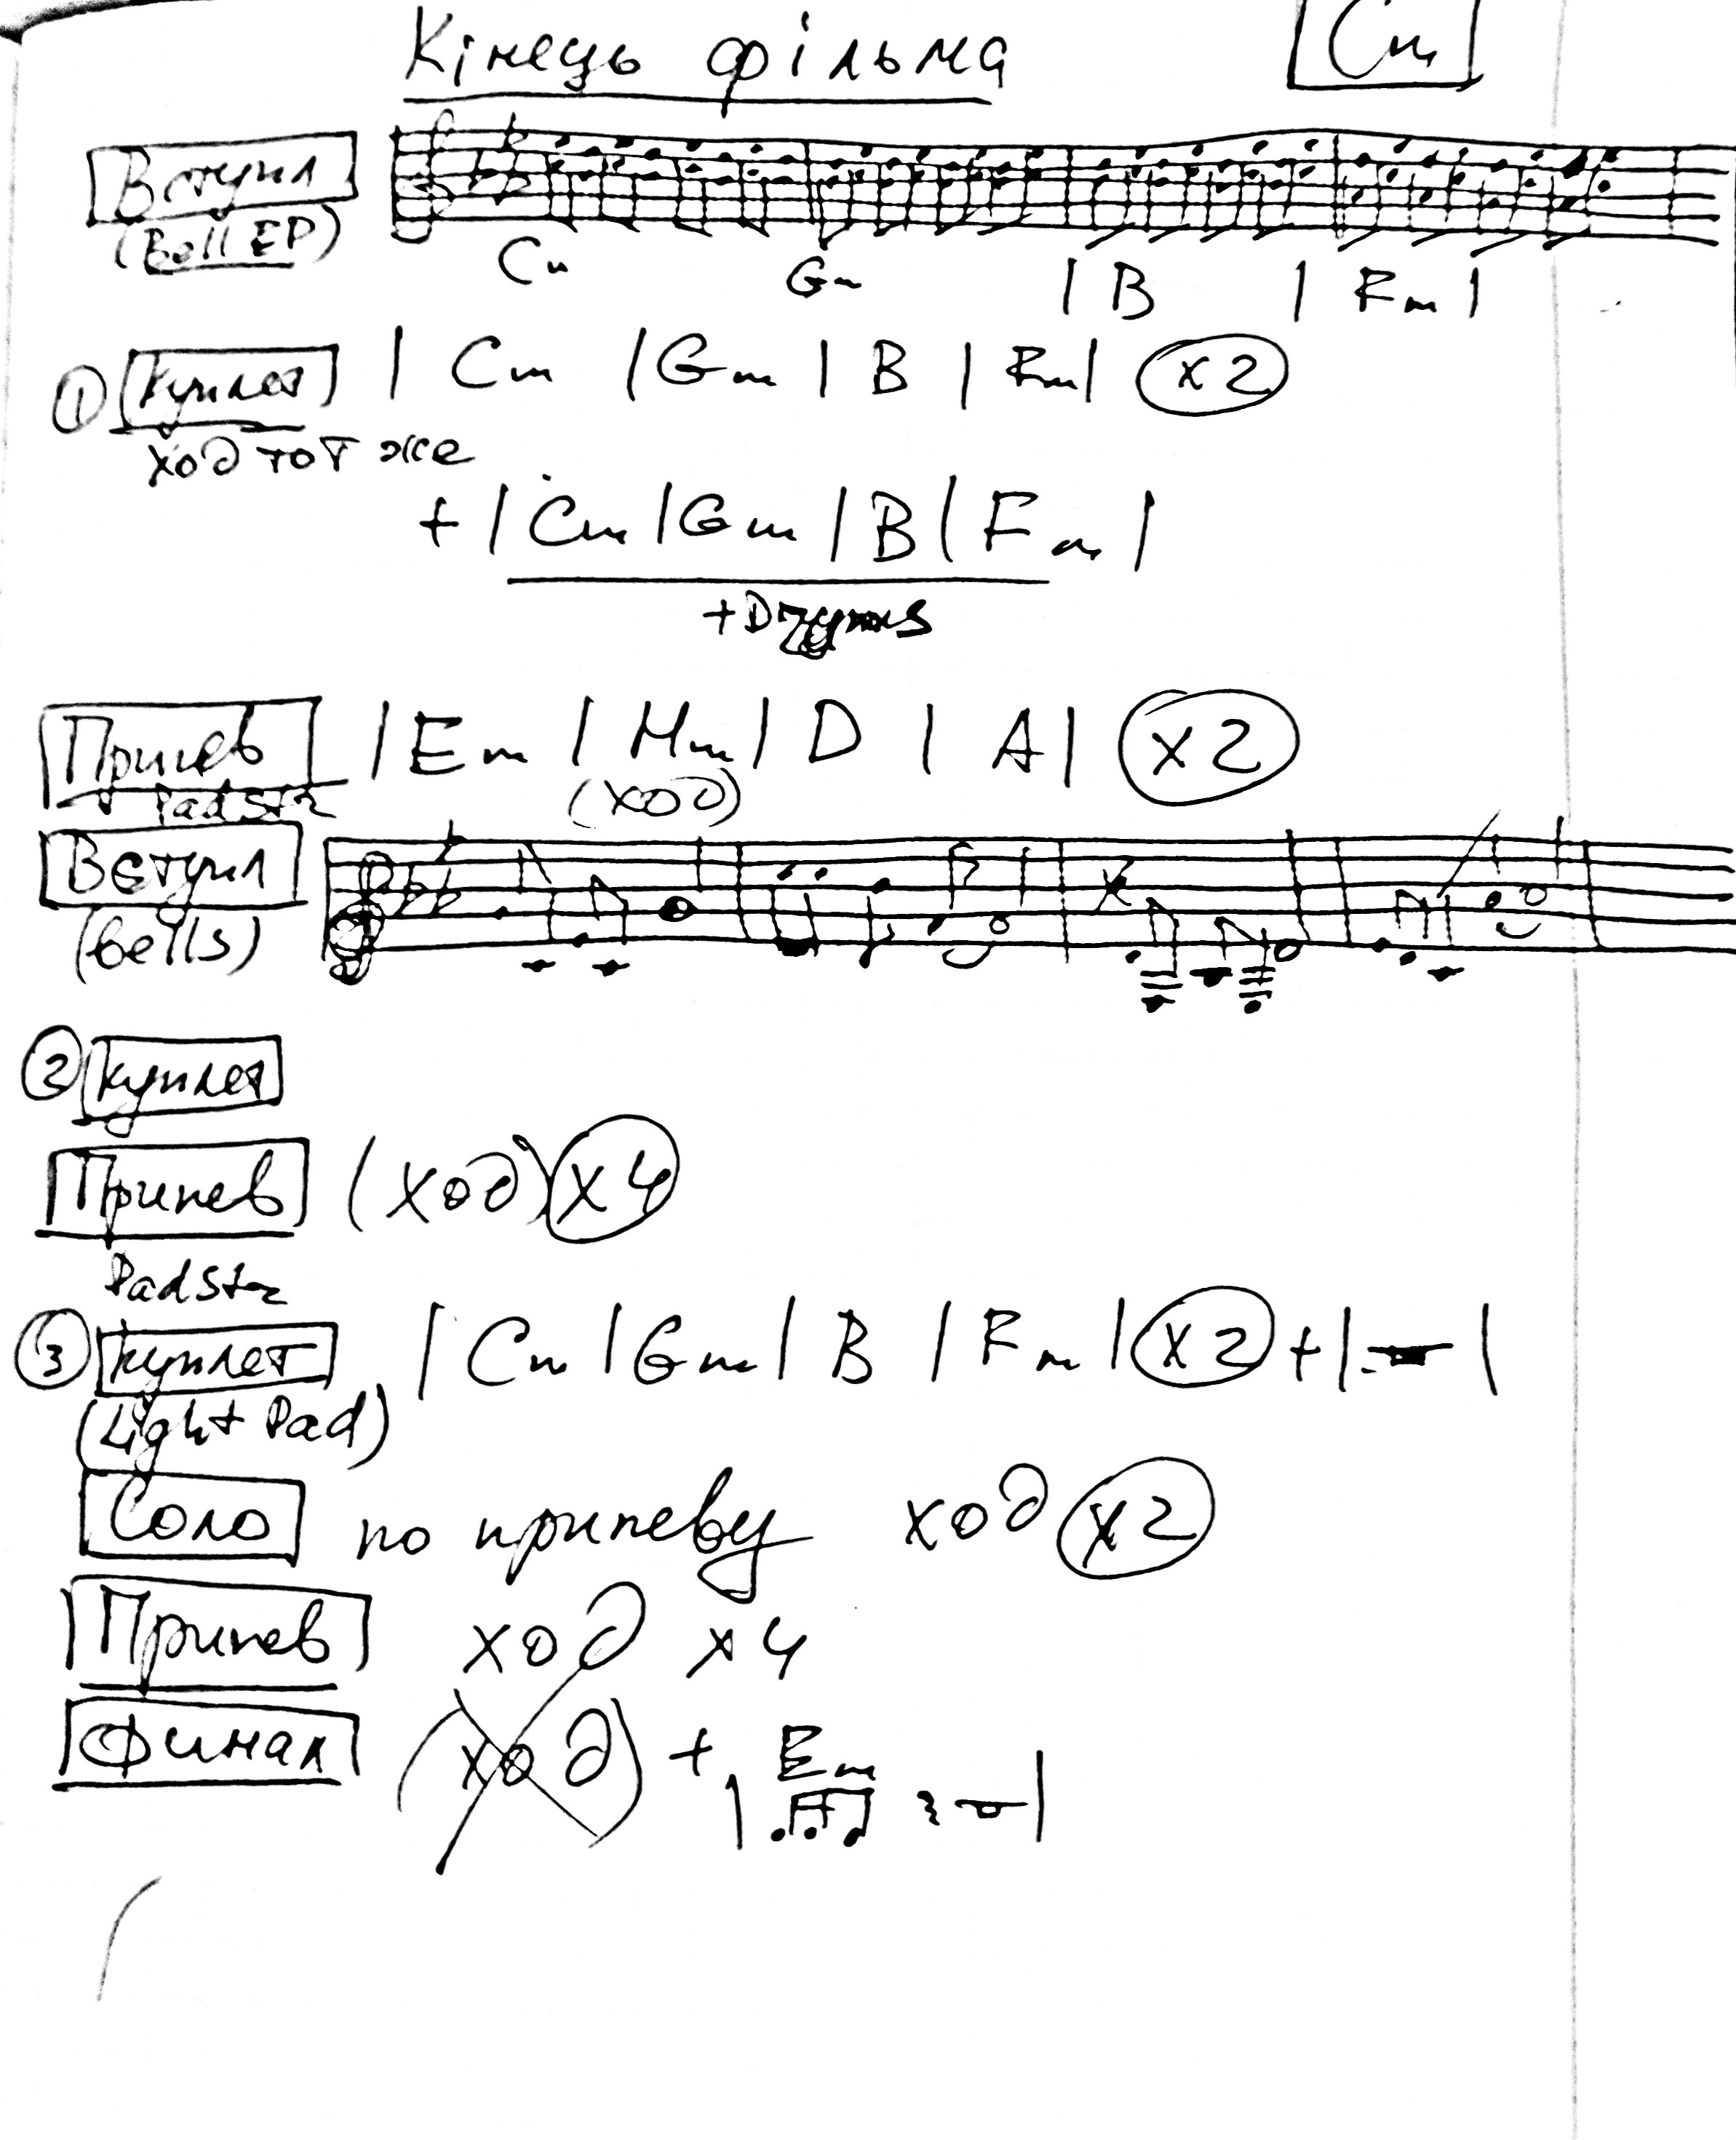 Кінець фільма Cm
Вступл
(Bell EP) Cm Gm | B | Fm |
① Куплет | Cm | Gm | B | Fm | x2
ход тот же
+ | Cm | Gm | B | Fm |
+ Drums
Припев | Em | Hm | D | A | x2
PadStr (ход)
Вступл
(bells)
② Куплет
Припев (ход) x4
PadStr
③ Куплет | Cm | Gm | B | Fm | x2 + | - |
(Light Pad)
Соло по припеву ход x2
Припев ход x4
Финал (ход) + | Em |